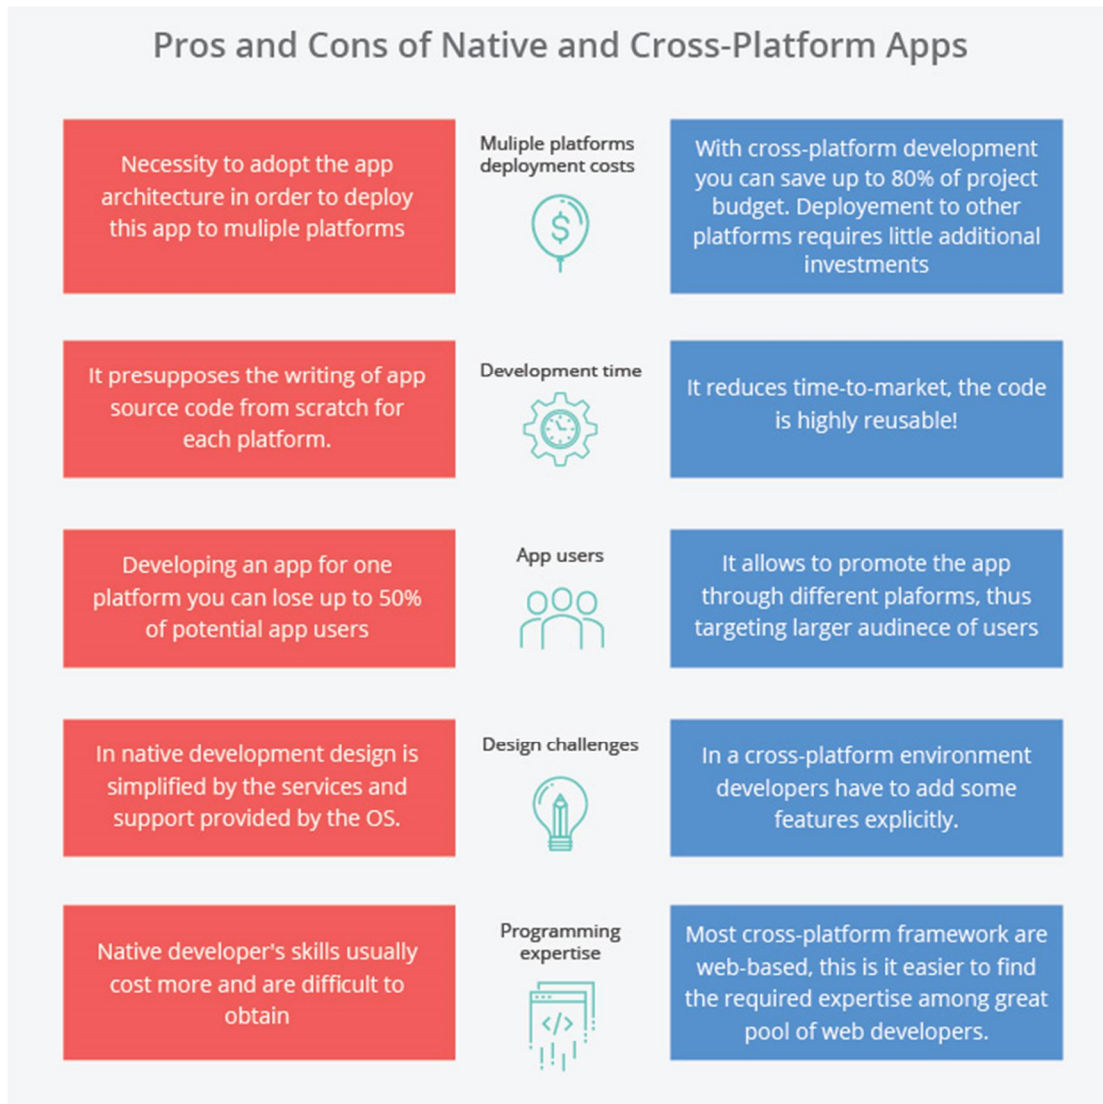 Pros and Cons of Native and Cross-Platform Apps
Necessity to adopt the app
architecture in order to deploy
this app to muliple platforms
Muliple platforms
deployment costs
$
With cross-platform development
you can save up to 80% of project
budget. Deployement to other
platforms requires little additional
investments
It presupposes the writing of app
source code from scratch for
each platform.
Development time
It reduces time-to-market, the code
is highly reusable!
Developing an app for one
platform you can lose up to 50%
of potential app users
App users
It allows to promote the app
through different plaforms, thus
targeting larger audinece of users
In native development design is
simplified by the services and
support provided by the OS.
Design challenges
In a cross-platform environment
developers have to add some
features explicitly.
Native developer's skills usually
cost more and are difficult to
obtain
Programming
expertise
</>
Most cross-platform framework are
web-based, this is it easier to find
the required expertise among great
pool of web developers.